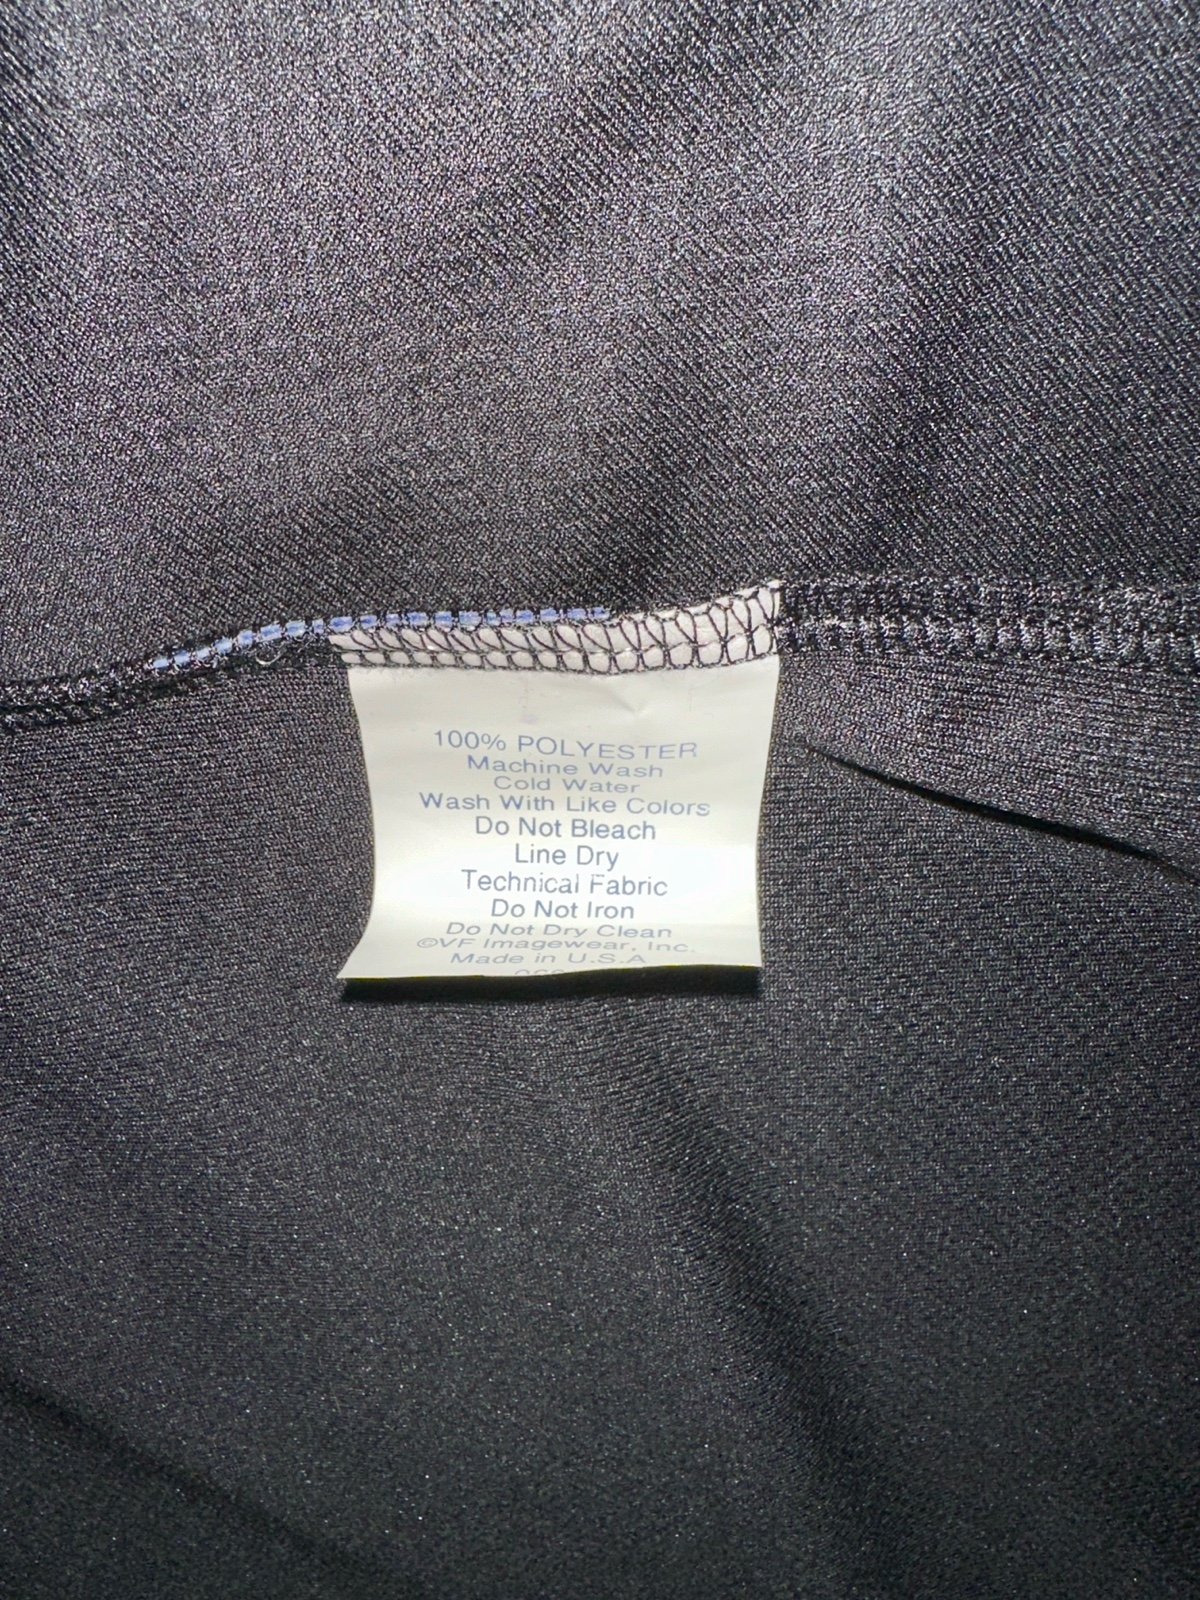 100% POLYESTER
Machine Wash
Cold Water
Wash With Like Colors
Do Not Bleach
Line Dry
Technical Fabric
Do Not Iron
Do Not Dry Clean
©VF Imagewear, Inc.
Made in U.S.A